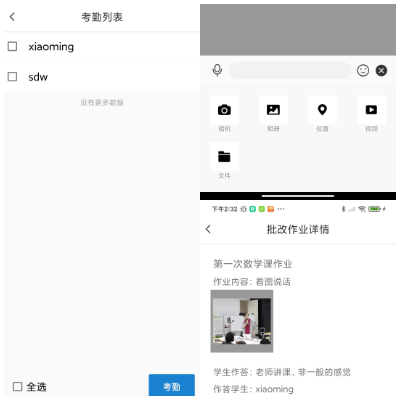 考勤列表
xiaoming
sdw
没有更多数据
全选
考勤
相机
相册
位置
视频
文件
下午2:32
批改作业详情
第一次数学课作业
作业内容: 看图说话
学生作答: 老师讲课, 非一般的感觉
作答学生: xiaoming